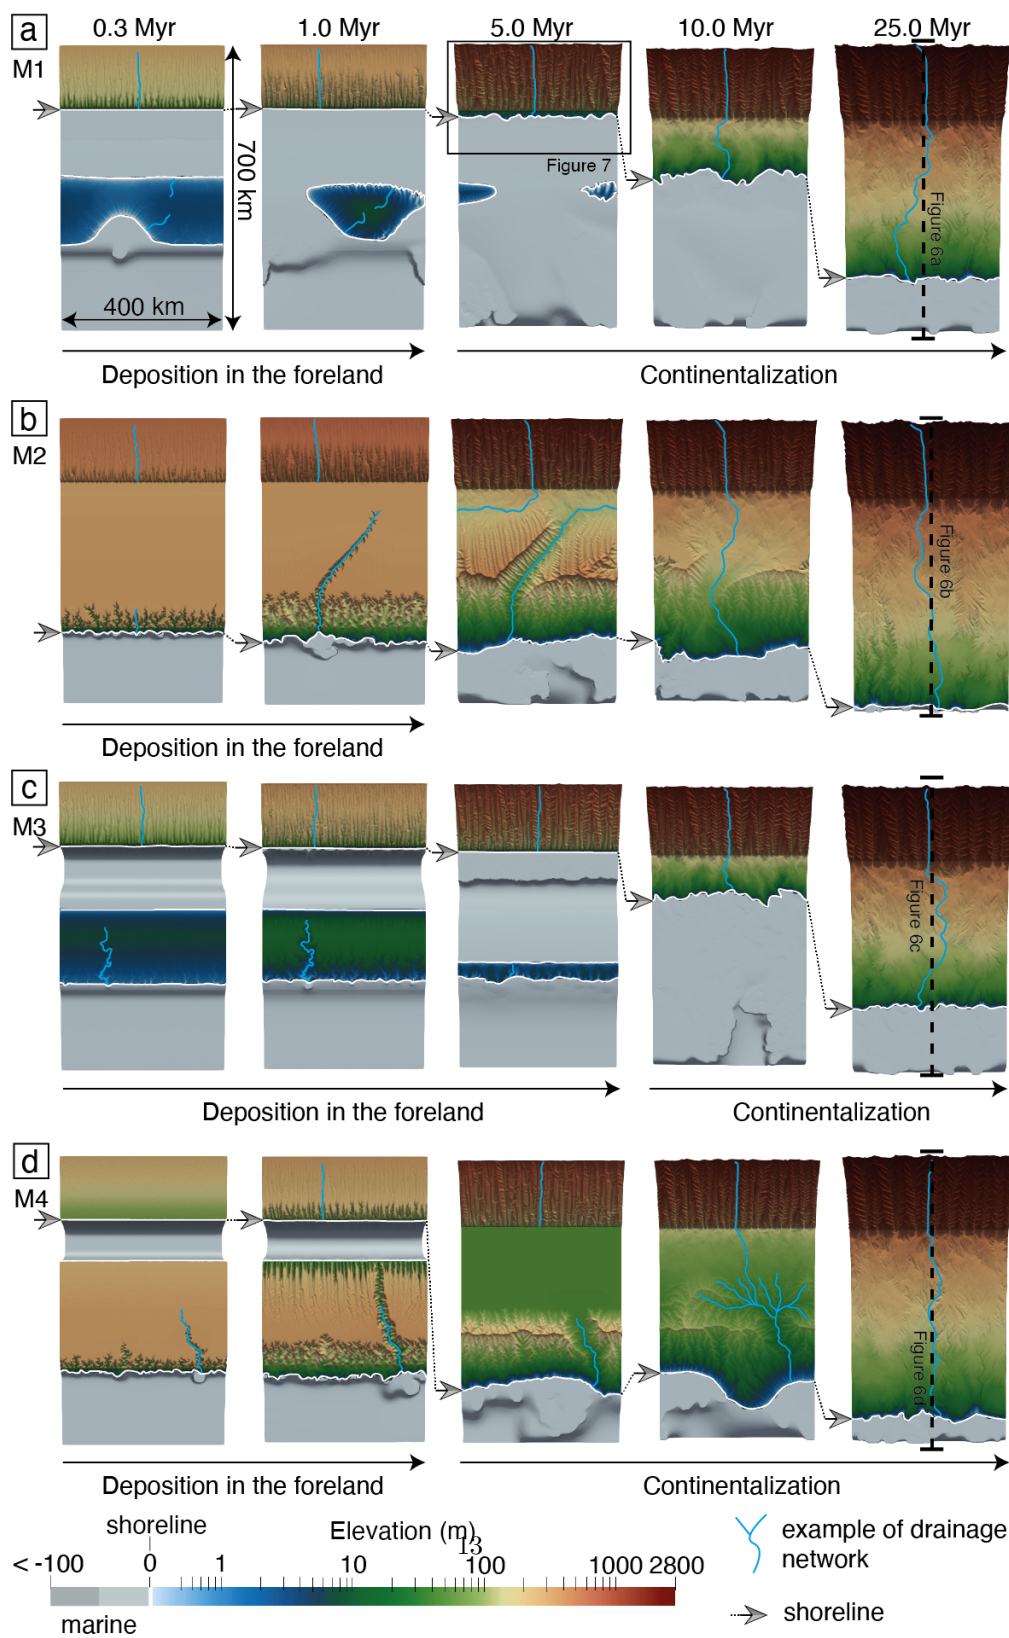 a
0.3 Myr 1.0 Myr 5.0 Myr 10.0 Myr 25.0 Myr
M1
700 km
Figure 7
Figure 6a
400 km
Deposition in the foreland
Continentalization
b
M2
Figure 6b
Deposition in the foreland
c
M3
Figure 6c
Deposition in the foreland
Continentalization
d
M4
Figure 6d
Deposition in the foreland
Continentalization
shoreline
Elevation (m)
13
< -100 0 1 10 100 1000 2800
marine
example of drainage
network
shoreline